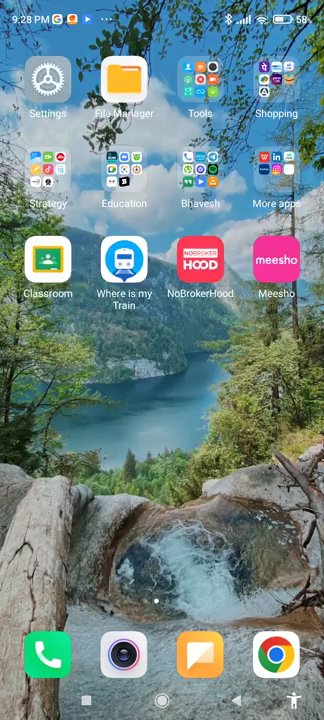 9:28 PM
58
Settings
File Manager
Tools
Shopping
Strategy
Education
Bhavesh
More apps
NOBROKER
HOOD
meesho
Classroom
Where is my
Train
NoBrokerHood
Meesho